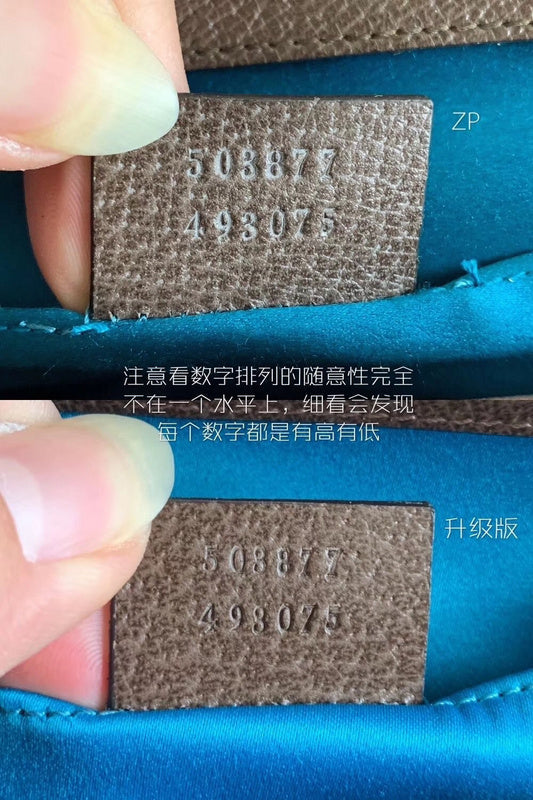 ZP
503877
493075
注意看数字排列的随意性完全
不在一个水平上，细看会发现
每个数字都是有高有低
升级版
503877
498075